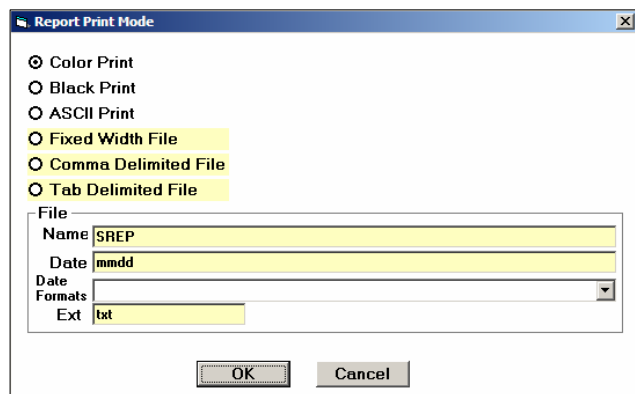 Report Print Mode
Color Print
Black Print
ASCII Print
Fixed Width File
Comma Delimited File
Tab Delimited File
File
Name SREP
Date mmdd
Date
Formats
Ext txt
OK Cancel